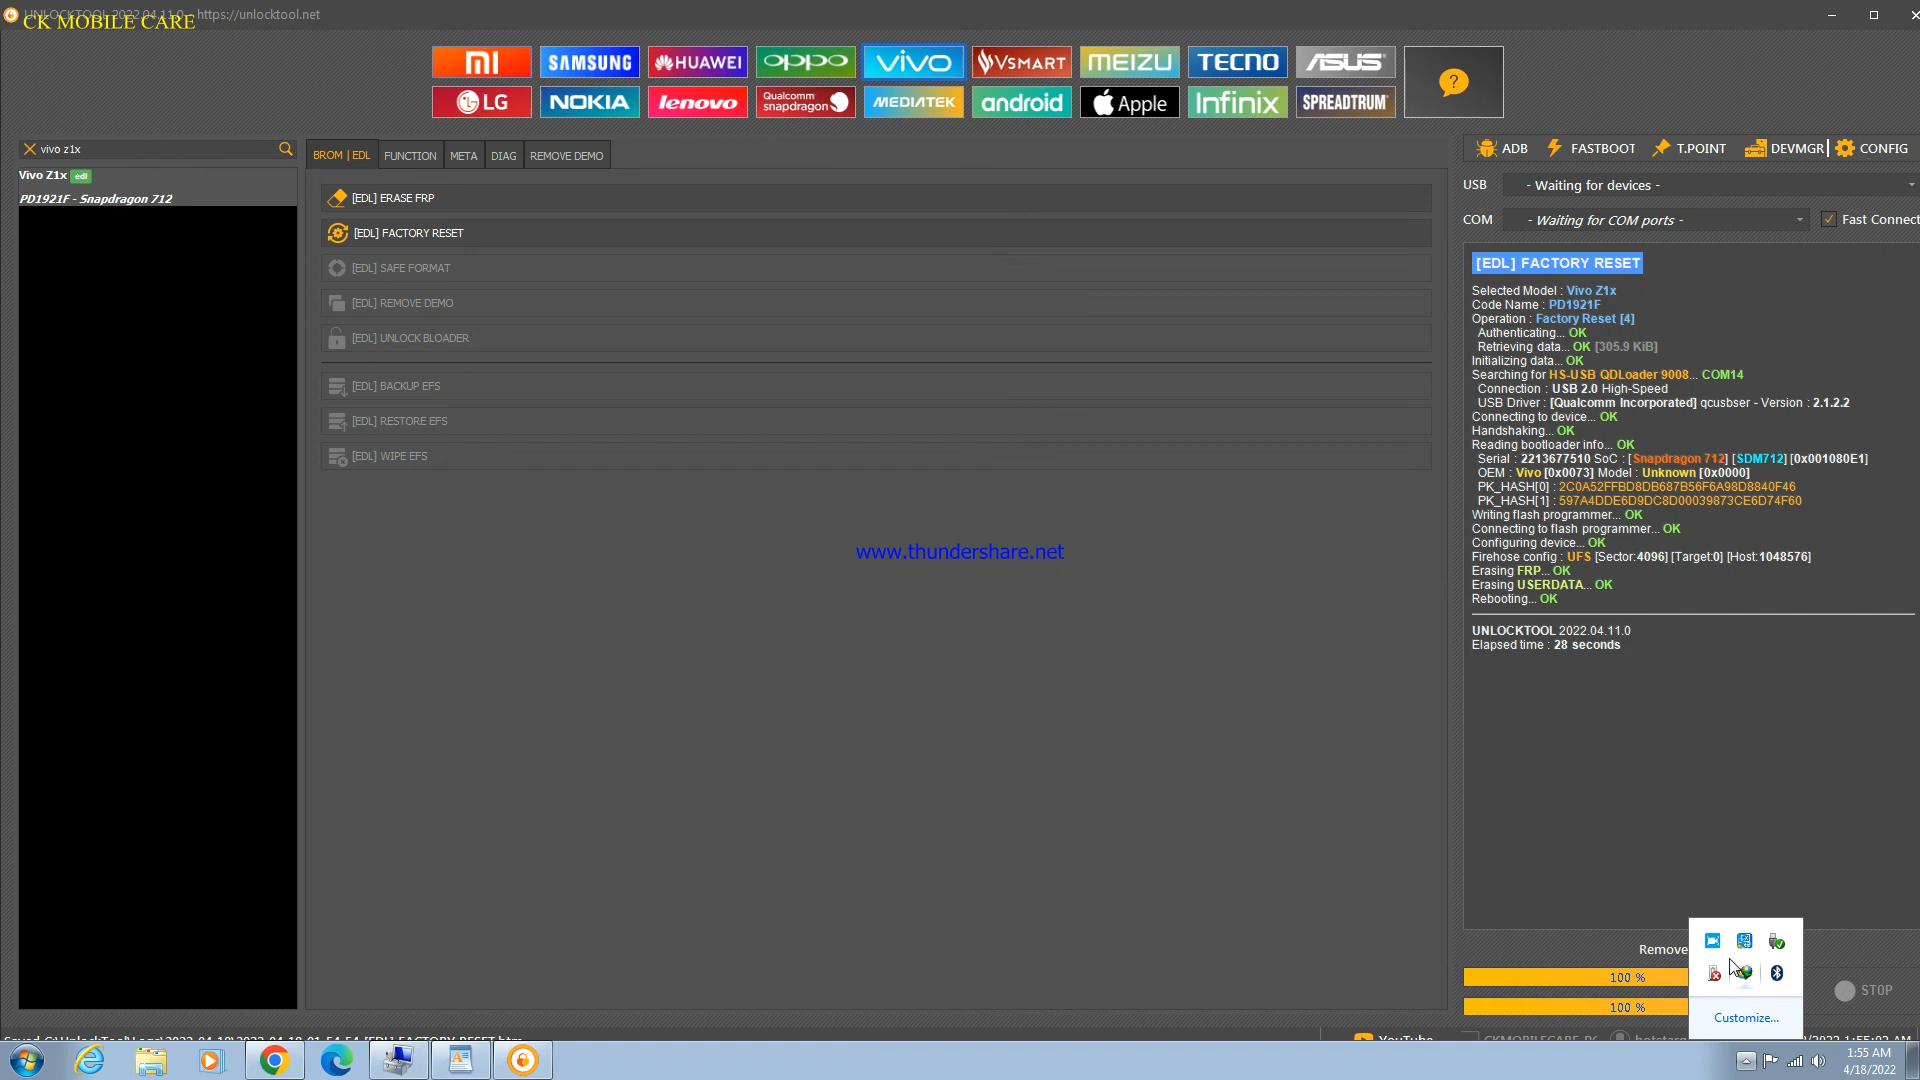 UNLOCKTOOL 2022.04.11.0 - https://unlocktool.net
CK MOBILE CARE
mi SAMSUNG HUAWEI oppo vivo VSMART MEIZU TECNO ASUS ?
LG NOKIA lenovo Qualcomm snapdragon MEDIATEK android Apple Infinix SPREADTRUM
vivo z1x
BROM | EDL FUNCTION META DIAG REMOVE DEMO
ADB FASTBOOT T.POINT DEVMGR CONFIG
Vivo Z1x edl
PD1921F - Snapdragon 712
[EDL] ERASE FRP
[EDL] FACTORY RESET
[EDL] SAFE FORMAT
[EDL] REMOVE DEMO
[EDL] UNLOCK BLOADER
[EDL] BACKUP EFS
[EDL] RESTORE EFS
[EDL] WIPE EFS
www.thundershare.net
USB - Waiting for devices -
COM - Waiting for COM ports - Fast Connect
[EDL] FACTORY RESET
Selected Model : Vivo Z1x
Code Name : PD1921F
Operation : Factory Reset [4]
Authenticating... OK
Retrieving data... OK [305.9 KiB]
Initializing data... OK
Searching for HS-USB QDLoader 9008... COM14
Connection : USB 2.0 High-Speed
USB Driver : [Qualcomm Incorporated] qcusbser - Version : 2.1.2.2
Connecting to device... OK
Handshaking... OK
Reading bootloader info... OK
Serial : 2213677510 SoC : [Snapdragon 712] [SDM712] [0x001080E1]
OEM : Vivo [0x0073] Model : Unknown [0x0000]
PK_HASH[0] : 2C0A52FFBD8DB687B56F6A98D8840F46
PK_HASH[1] : 597A4DDE6D9DC8D00039873CE6D74F60
Writing flash programmer... OK
Connecting to flash programmer... OK
Configuring device... OK
Firehose config : UFS [Sector:4096] [Target:0] [Host:1048576]
Erasing FRP... OK
Erasing USERDATA... OK
Rebooting... OK
UNLOCKTOOL 2022.04.11.0
Elapsed time : 28 seconds
Remove
100 %
100 %
STOP
Customize...
YouTube
1:55 AM
4/18/2022